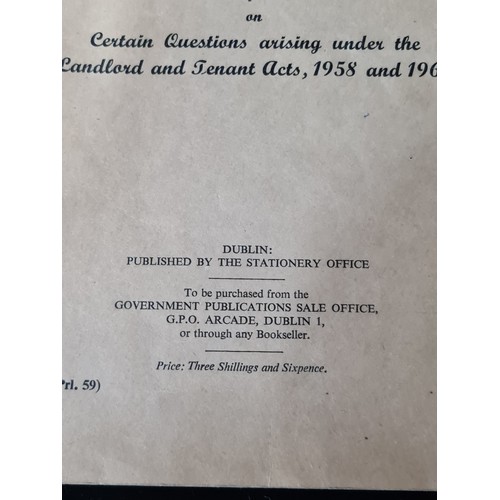 on
Certain Questions arising under the
Landlord and Tenant Acts, 1958 and 196
DUBLIN:
PUBLISHED BY THE STATIONERY OFFICE
To be purchased from the
GOVERNMENT PUBLICATIONS SALE OFFICE,
G.P.O. ARCADE, DUBLIN 1,
or through any Bookseller.
Price: Three Shillings and Sixpence.
Prl. 59)